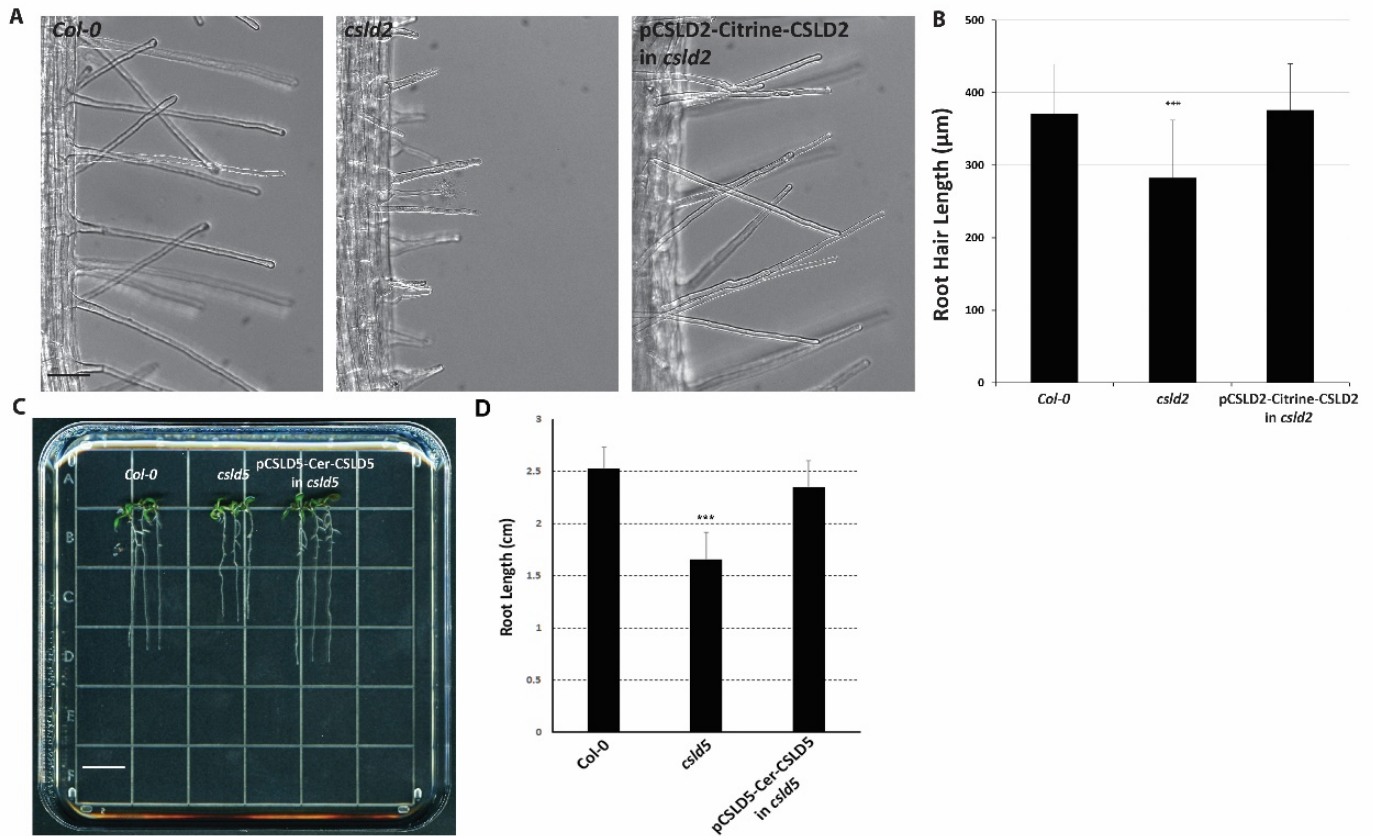 A
Col-0
csld2
pCSLD2-Citrine-CSLD2
in csld2
B
500
400
300
200
100
0
Root Hair Length (µm)
***
Col-0
csld2
pCSLD2-Citrine-CSLD2
in csld2
C
Col-0
csld5
pCSLD5-Cer-CSLD5
in csld5
A
B
C
D
E
F
D
3
2.5
2
1.5
1
0.5
0
Root Length (cm)
***
Col-0
csld5
pCSLD5-Cer-CSLD5
in csld5